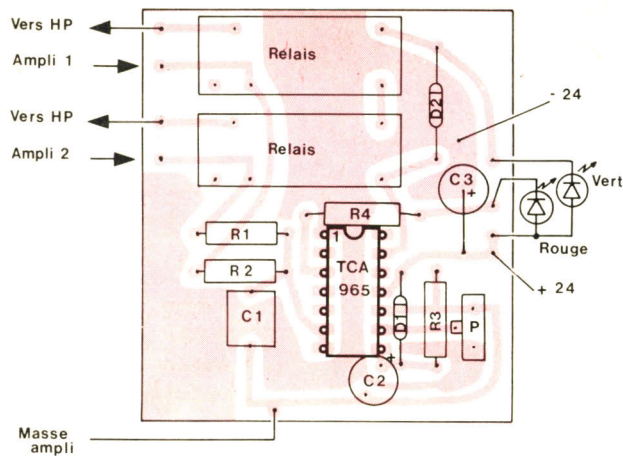 Vers HP
Relais
Ampli 1
D2
- 24
Vers HP
Relais
Ampli 2
C3
+
Vert
R4
R1
1
Rouge
R2
TCA
965
+ 24
C1
D1
R3
P
+
C2
Masse
ampli